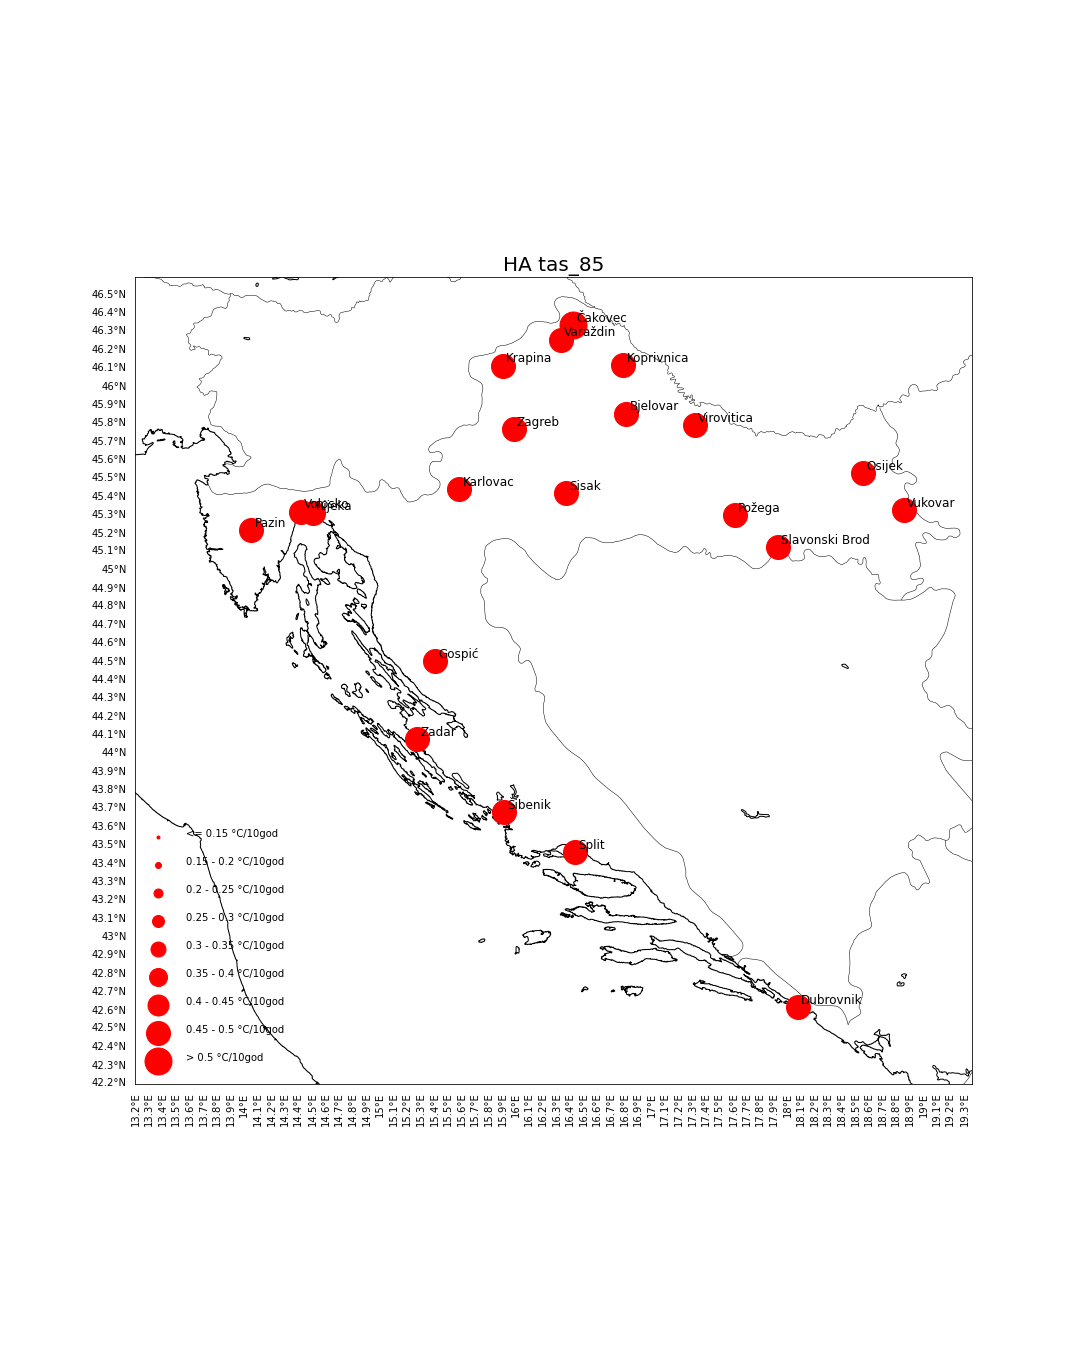 HA tas_85
46.5°N
46.4°N
46.3°N
46.2°N
46.1°N
46°N
45.9°N
45.8°N
45.7°N
45.6°N
45.5°N
45.4°N
45.3°N
45.2°N
45.1°N
45°N
44.9°N
44.8°N
44.7°N
44.6°N
44.5°N
44.4°N
44.3°N
44.2°N
44.1°N
44°N
43.9°N
43.8°N
43.7°N
43.6°N
43.5°N
43.4°N
43.3°N
43.2°N
43.1°N
43°N
42.9°N
42.8°N
42.7°N
42.6°N
42.5°N
42.4°N
42.3°N
42.2°N
Čakovec
Varaždin
Krapina
Koprivnica
Bjelovar
Zagreb
Virovitica
Osijek
Karlovac
Sisak
Vukovar
Rijeka
Požega
Pazin
Slavonski Brod
Gospić
Zadar
Šibenik
Split
Dubrovnik
<= 0.15 °C/10god
0.15 - 0.2 °C/10god
0.2 - 0.25 °C/10god
0.25 - 0.3 °C/10god
0.3 - 0.35 °C/10god
0.35 - 0.4 °C/10god
0.4 - 0.45 °C/10god
0.45 - 0.5 °C/10god
> 0.5 °C/10god
13.2°E
13.3°E
13.4°E
13.5°E
13.6°E
13.7°E
13.8°E
13.9°E
14°E
14.1°E
14.2°E
14.3°E
14.4°E
14.5°E
14.6°E
14.7°E
14.8°E
14.9°E
15°E
15.1°E
15.2°E
15.3°E
15.4°E
15.5°E
15.6°E
15.7°E
15.8°E
15.9°E
16°E
16.1°E
16.2°E
16.3°E
16.4°E
16.5°E
16.6°E
16.7°E
16.8°E
16.9°E
17°E
17.1°E
17.2°E
17.3°E
17.4°E
17.5°E
17.6°E
17.7°E
17.8°E
17.9°E
18°E
18.1°E
18.2°E
18.3°E
18.4°E
18.5°E
18.6°E
18.7°E
18.8°E
18.9°E
19°E
19.1°E
19.2°E
19.3°E